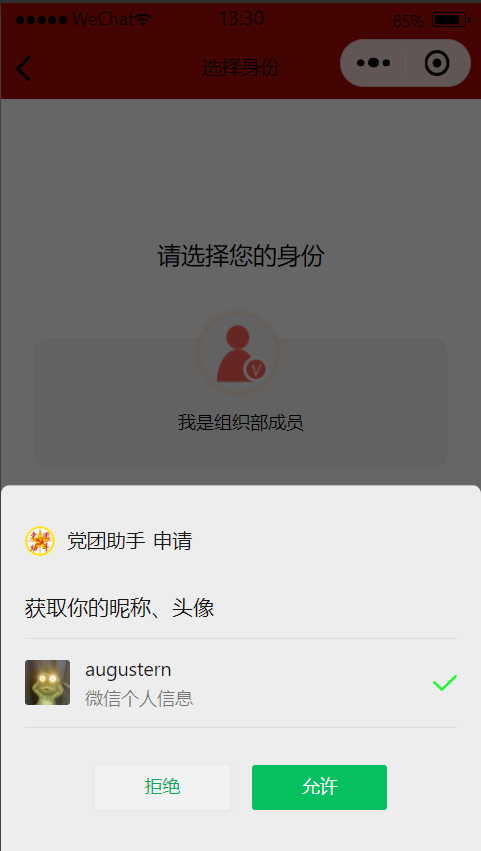 WeChat 13:30 85%
选择身份
请选择您的身份
V
我是组织部成员
党团助手 申请
获取你的昵称、头像
augustern
微信个人信息
拒绝 允许